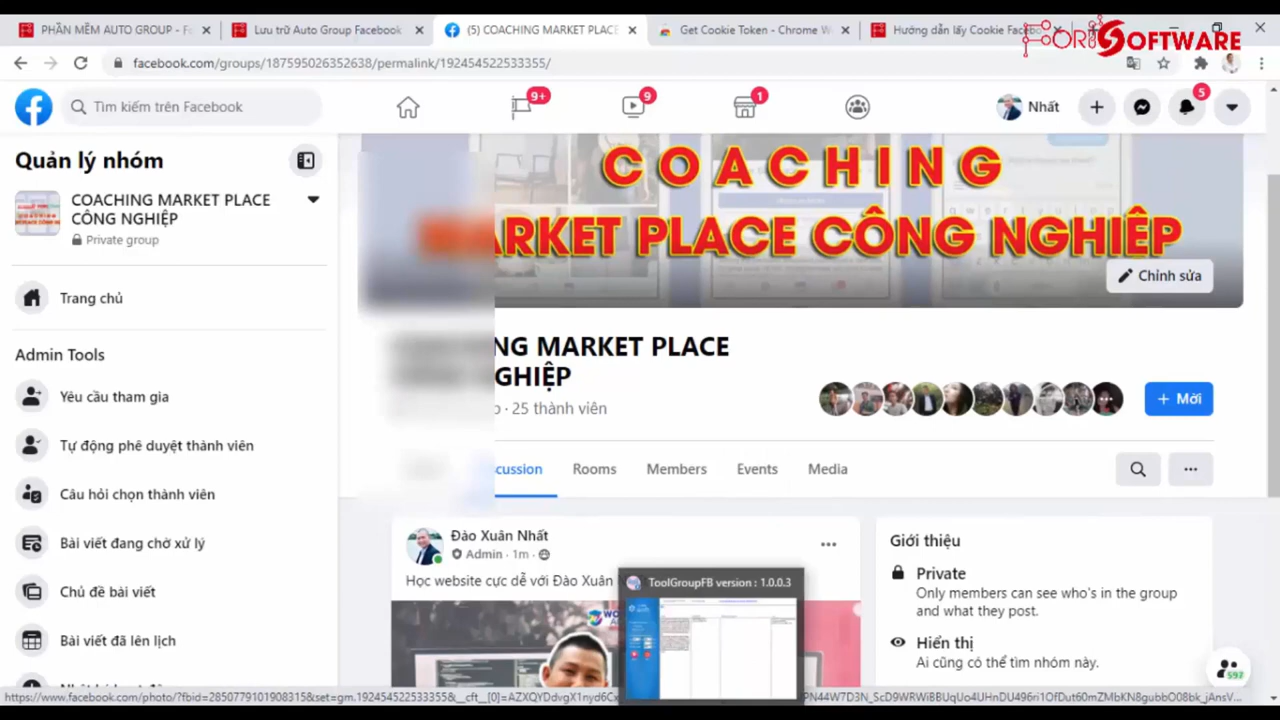 PHẦN MỀM AUTO GROUP - F
Lưu trữ Auto Group Facebook
(5) COACHING MARKET PLACE
Get Cookie Token - Chrome W
Hướng dẫn lấy Cookie Facebo
FORI SOFTWARE
facebook.com/groups/187595026352638/permalink/192454522533355/
Tìm kiếm trên Facebook
9+
9
1
Nhất
5
Quản lý nhóm
COACHING MARKET PLACE
CÔNG NGHIỆP
Private group
Trang chủ
Admin Tools
Yêu cầu tham gia
Tự động phê duyệt thành viên
Câu hỏi chọn thành viên
Bài viết đang chờ xử lý
Chủ đề bài viết
Bài viết đã lên lịch
COACHING
ARKET PLACE CÔNG NGHIỆP
Chỉnh sửa
NG MARKET PLACE
GHIỆP
25 thành viên
+ Mới
cussion
Rooms
Members
Events
Media
Đào Xuân Nhất
Admin · 1m
Học website cực dễ với Đào Xuân
ToolGroupFB version : 1.0.0.3
Giới thiệu
Private
Only members can see who's in the group
and what they post.
Hiển thị
Ai cũng có thể tìm nhóm này.
597